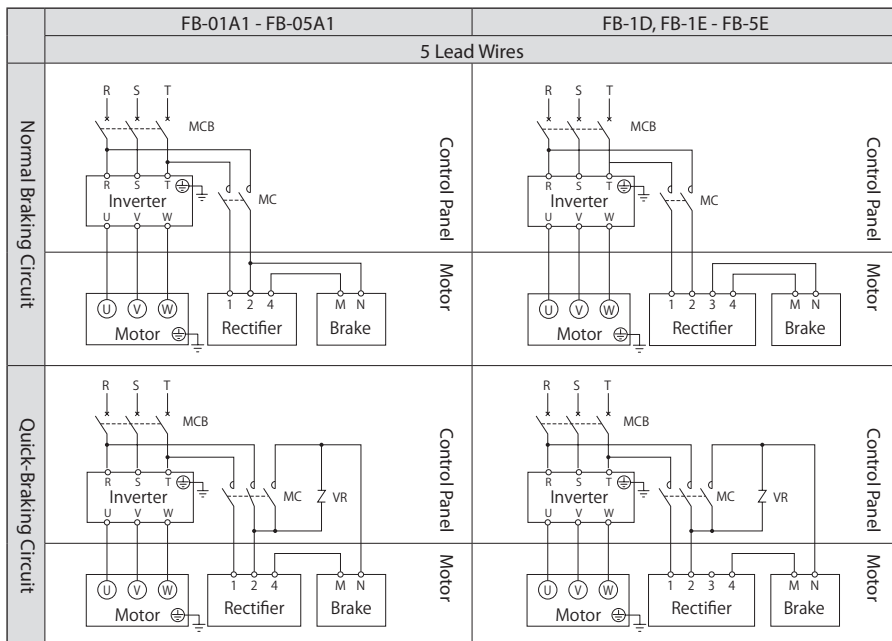 FB-01A1 - FB-05A1
FB-1D, FB-1E - FB-5E
5 Lead Wires
Normal Braking Circuit
R S T
MCB
R S T
Inverter
U V W
MC
Control Panel
U V W
Motor
1 2 4
Rectifier
M N
Brake
Motor
R S T
MCB
R S T
Inverter
U V W
MC
Control Panel
U V W
Motor
1 2 3 4
Rectifier
M N
Brake
Motor
Quick-Braking Circuit
R S T
MCB
R S T
Inverter
U V W
MC
VR
Control Panel
U V W
Motor
1 2 4
Rectifier
M N
Brake
Motor
R S T
MCB
R S T
Inverter
U V W
MC
VR
Control Panel
U V W
Motor
1 2 3 4
Rectifier
M N
Brake
Motor